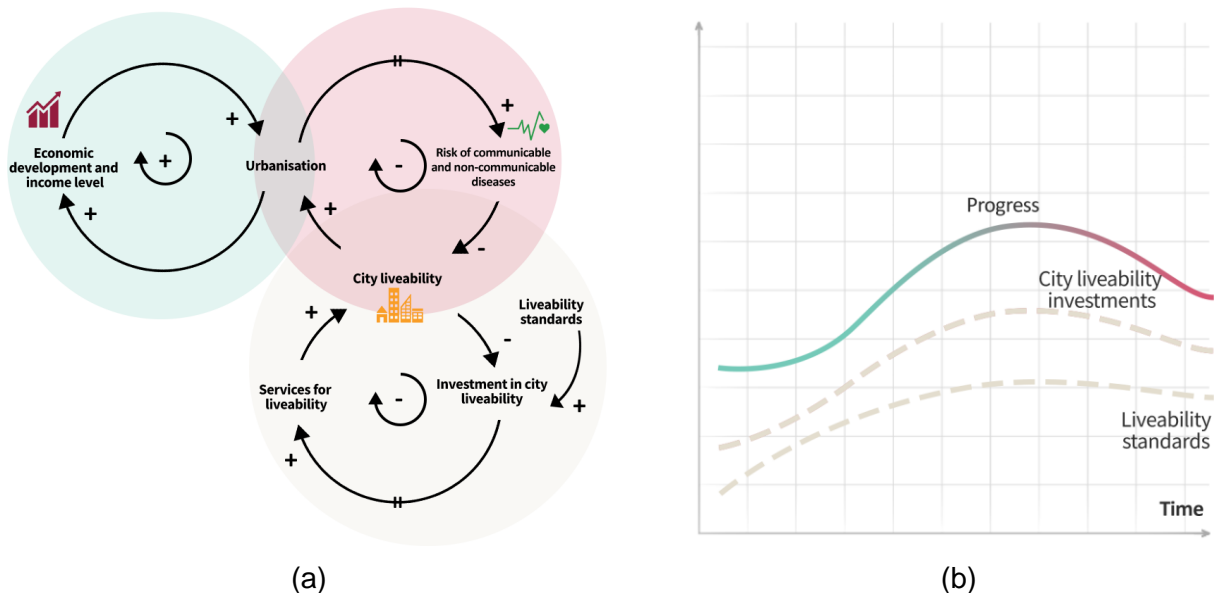 +
Economic
development and
income level
+
+
Urbanisation
+
Risk of communicable
and non-communicable
diseases
-
+
-
City liveability
+
Liveability
standards
-
Services for
liveability
-
Investment in city
liveability
+
+
(a)
Progress
City liveability
investments
Liveability
standards
Time
(b)